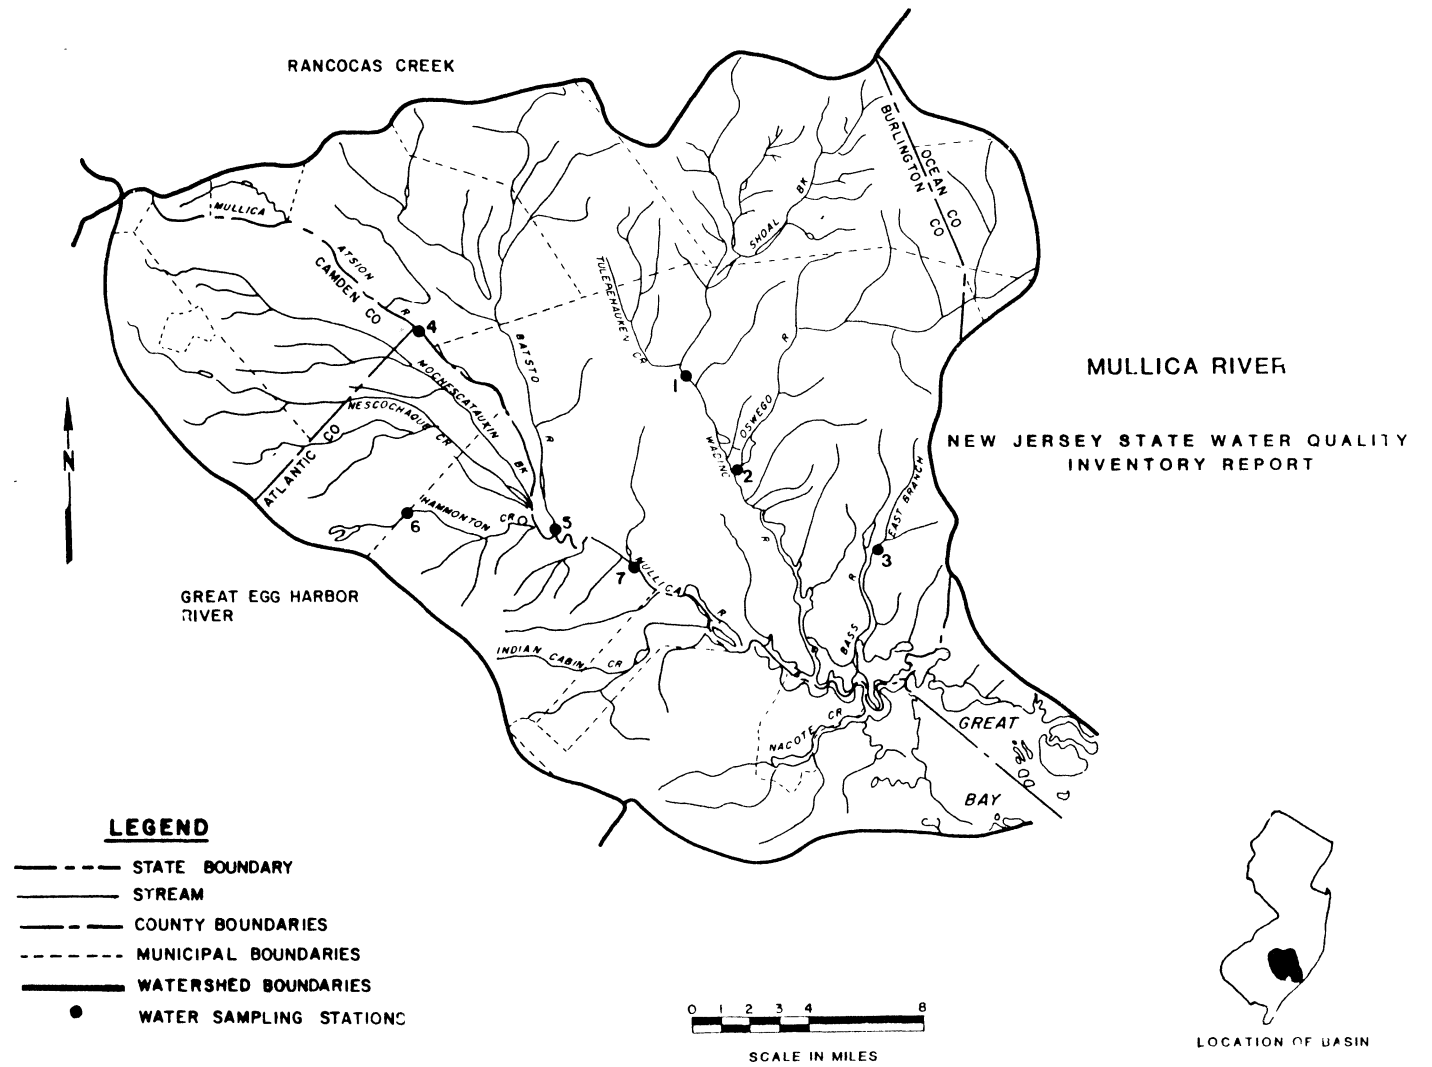 RANCOCAS CREEK
MULLICA
ATSION
R
CAMDEN CO
BURLINGTON CO
OCEAN CO
SHOAL BK
TULEPEHAUKEN CR
BATSTO R
MOCHESCATAUXIN BK
NESCOCHAQUE CR
ATLANTIC CO
HAMMONTON CR
OSWEGO R
WADING R
EAST BRANCH
BASS R
MULLICA R
INDIAN CABIN CR
NACOTE CR
GREAT BAY
1
2
3
4
5
6
7
N
GREAT EGG HARBOR
RIVER
MULLICA RIVER
NEW JERSEY STATE WATER QUALITY
INVENTORY REPORT
LEGEND
STATE BOUNDARY
STREAM
COUNTY BOUNDARIES
MUNICIPAL BOUNDARIES
WATERSHED BOUNDARIES
WATER SAMPLING STATIONS
0 1 2 3 4 8
SCALE IN MILES
LOCATION OF BASIN